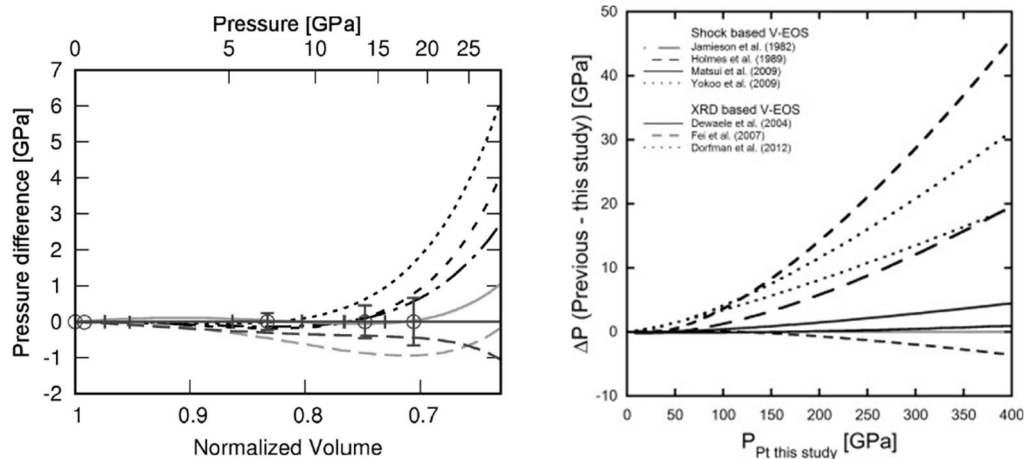 Pressure [GPa]
0 5 10 15 20 25
7
6
5
4
3
2
1
0
-1
-2
Pressure difference [GPa]
1 0.9 0.8 0.7
Normalized Volume
50
40
30
20
10
0
-10
ΔP (Previous - this study) [GPa]
Shock based V-EOS
Jamieson et al. (1982)
Holmes et al. (1989)
Matsui et al. (2009)
Yokoo et al. (2009)
XRD based V-EOS
Dewaele et al. (2004)
Fei et al. (2007)
Dorfman et al. (2012)
0 50 100 150 200 250 300 350 400
P Pt this study [GPa]